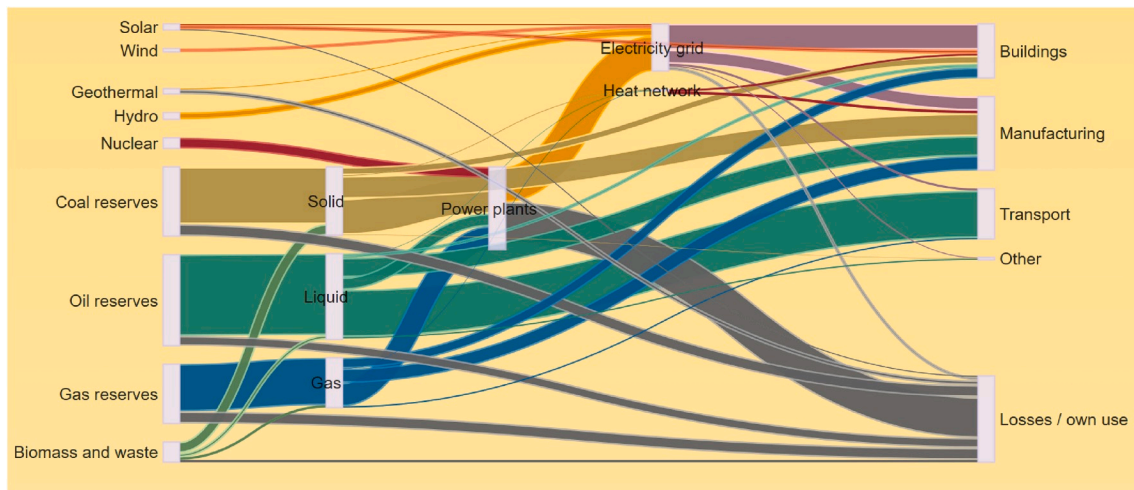 Solar
Wind
Geothermal
Hydro
Nuclear
Coal reserves
Oil reserves
Gas reserves
Biomass and waste
Solid
Liquid
Gas
Power plants
Electricity grid
Heat network
Buildings
Manufacturing
Transport
Other
Losses / own use